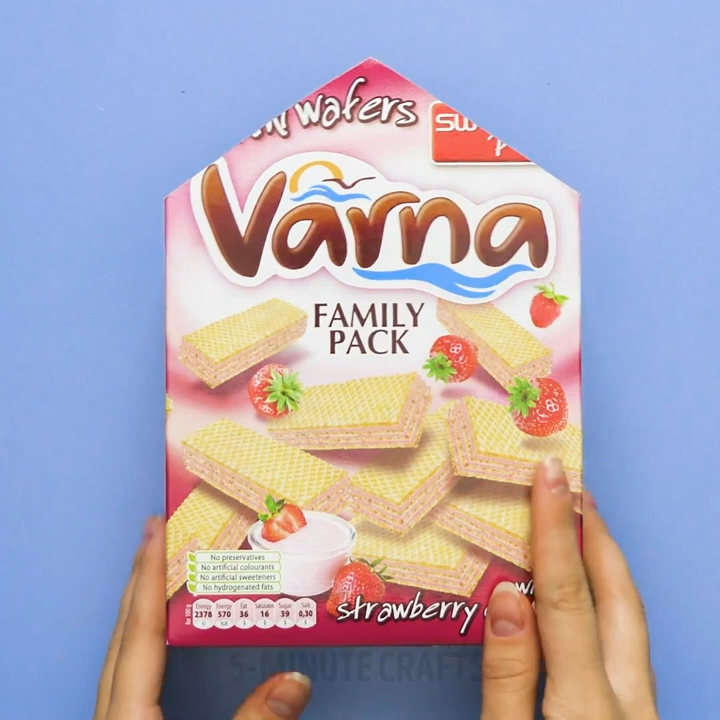 wafers
Varna
FAMILY
PACK
No preservatives
No artificial colourants
No artificial sweeteners
No hydrogenated fats
Energy Energy Fat Saturates Sugar Salt
2378 570 36 16 39 0,30
strawberry
5-MINUTE CRAFTS